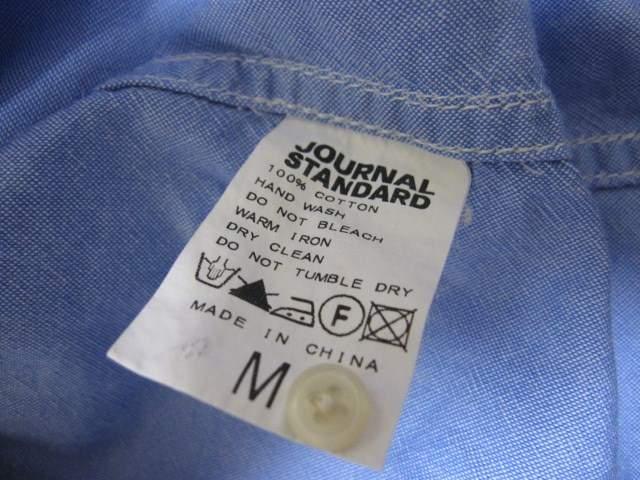 JOURNAL
STANDARD
100% COTTON
HAND WASH
DO NOT BLEACH
WARM IRON
DRY CLEAN
DO NOT TUMBLE DRY
F
MADE IN CHINA
M